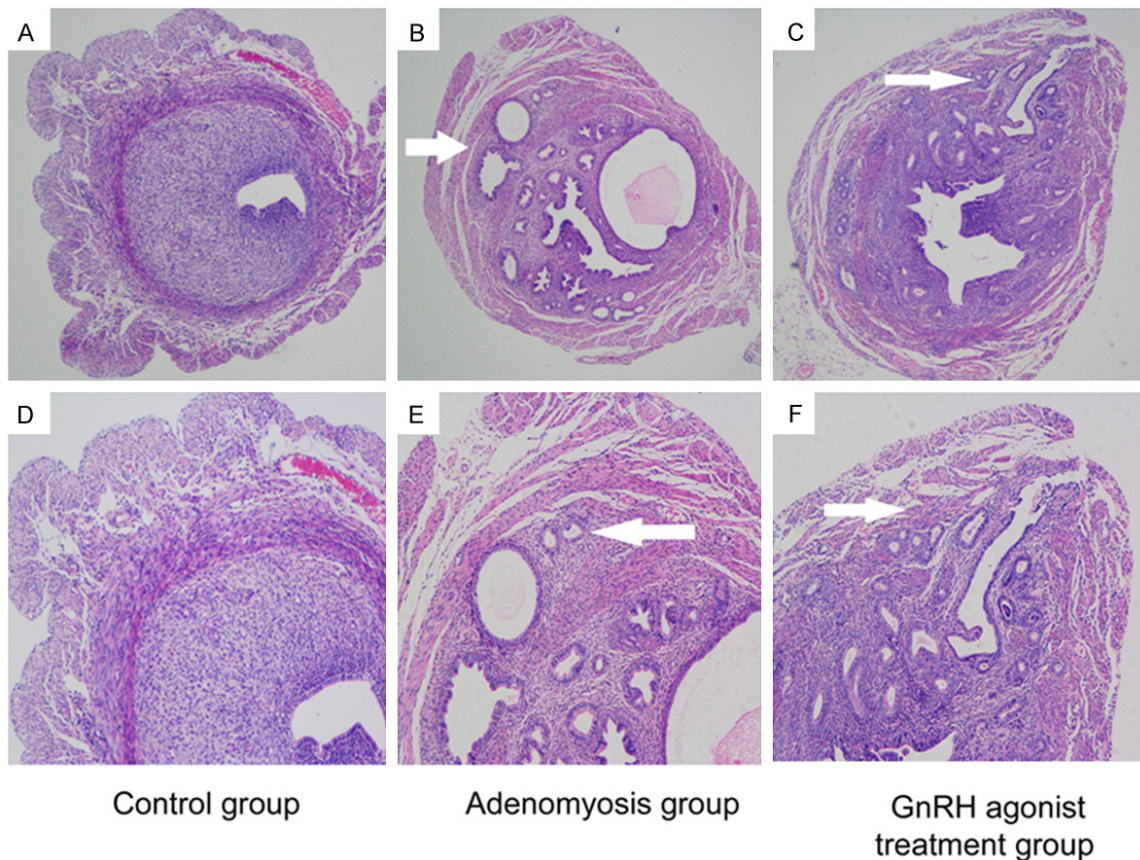 A
B
C
D
E
F
Control group
Adenomyosis group
GnRH agonist
treatment group